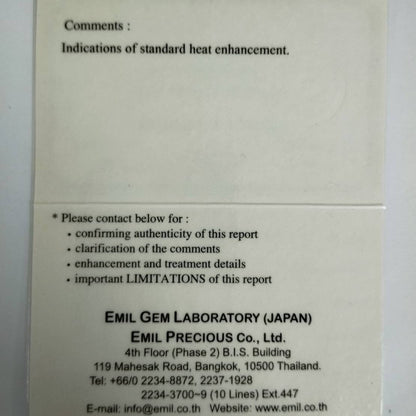 Comments :
Indications of standard heat enhancement.
* Please contact below for :
• confirming authenticity of this report
• clarification of the comments
• enhancement and treatment details
• important LIMITATIONS of this report
EMIL GEM LABORATORY (JAPAN)
EMIL PRECIOUS Co., Ltd.
4th Floor (Phase 2) B.I.S. Building
119 Mahesak Road, Bangkok, 10500 Thailand.
Tel: +66/0 2234-8872, 2237-1928
2234-3700~9 (10 Lines) Ext.447
E-mail: info@emil.co.th Website: www.emil.co.th